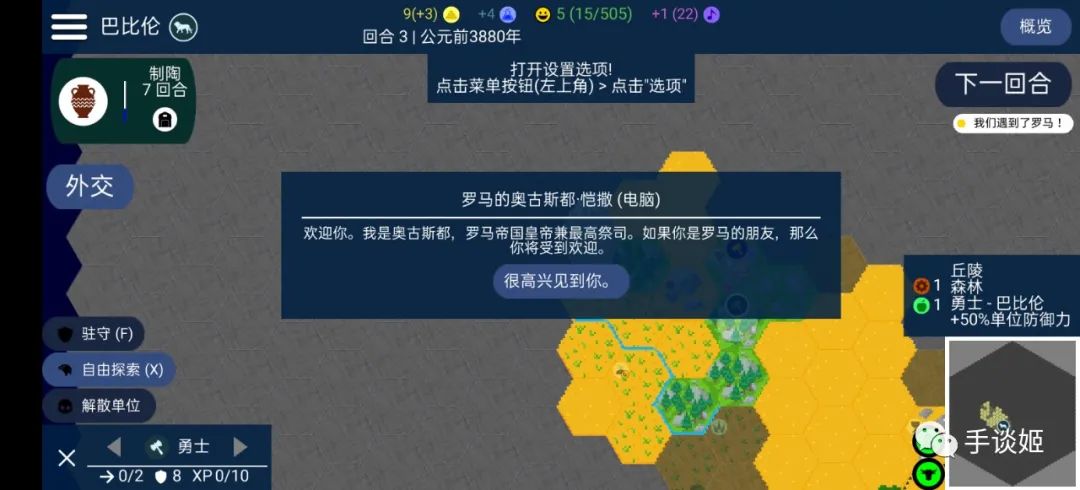 巴比伦
9(+3)
+4
5 (15/505)
+1 (22)
回合 3 | 公元前3880年
概览
打开设置选项!
点击菜单按钮(左上角) > 点击"选项"
制陶
7 回合
下一回合
我们遇到了罗马！
外交
罗马的奥古斯都·恺撒 (电脑)
欢迎你。我是奥古斯都，罗马帝国皇帝兼最高祭司。如果你是罗马的朋友，那么
你将受到欢迎。
很高兴见到你。
丘陵
1 森林
1 勇士 - 巴比伦
+50%单位防御力
驻守 (F)
自由探索 (X)
解散单位
勇士
0/2
8
XP 0/10
手谈姬